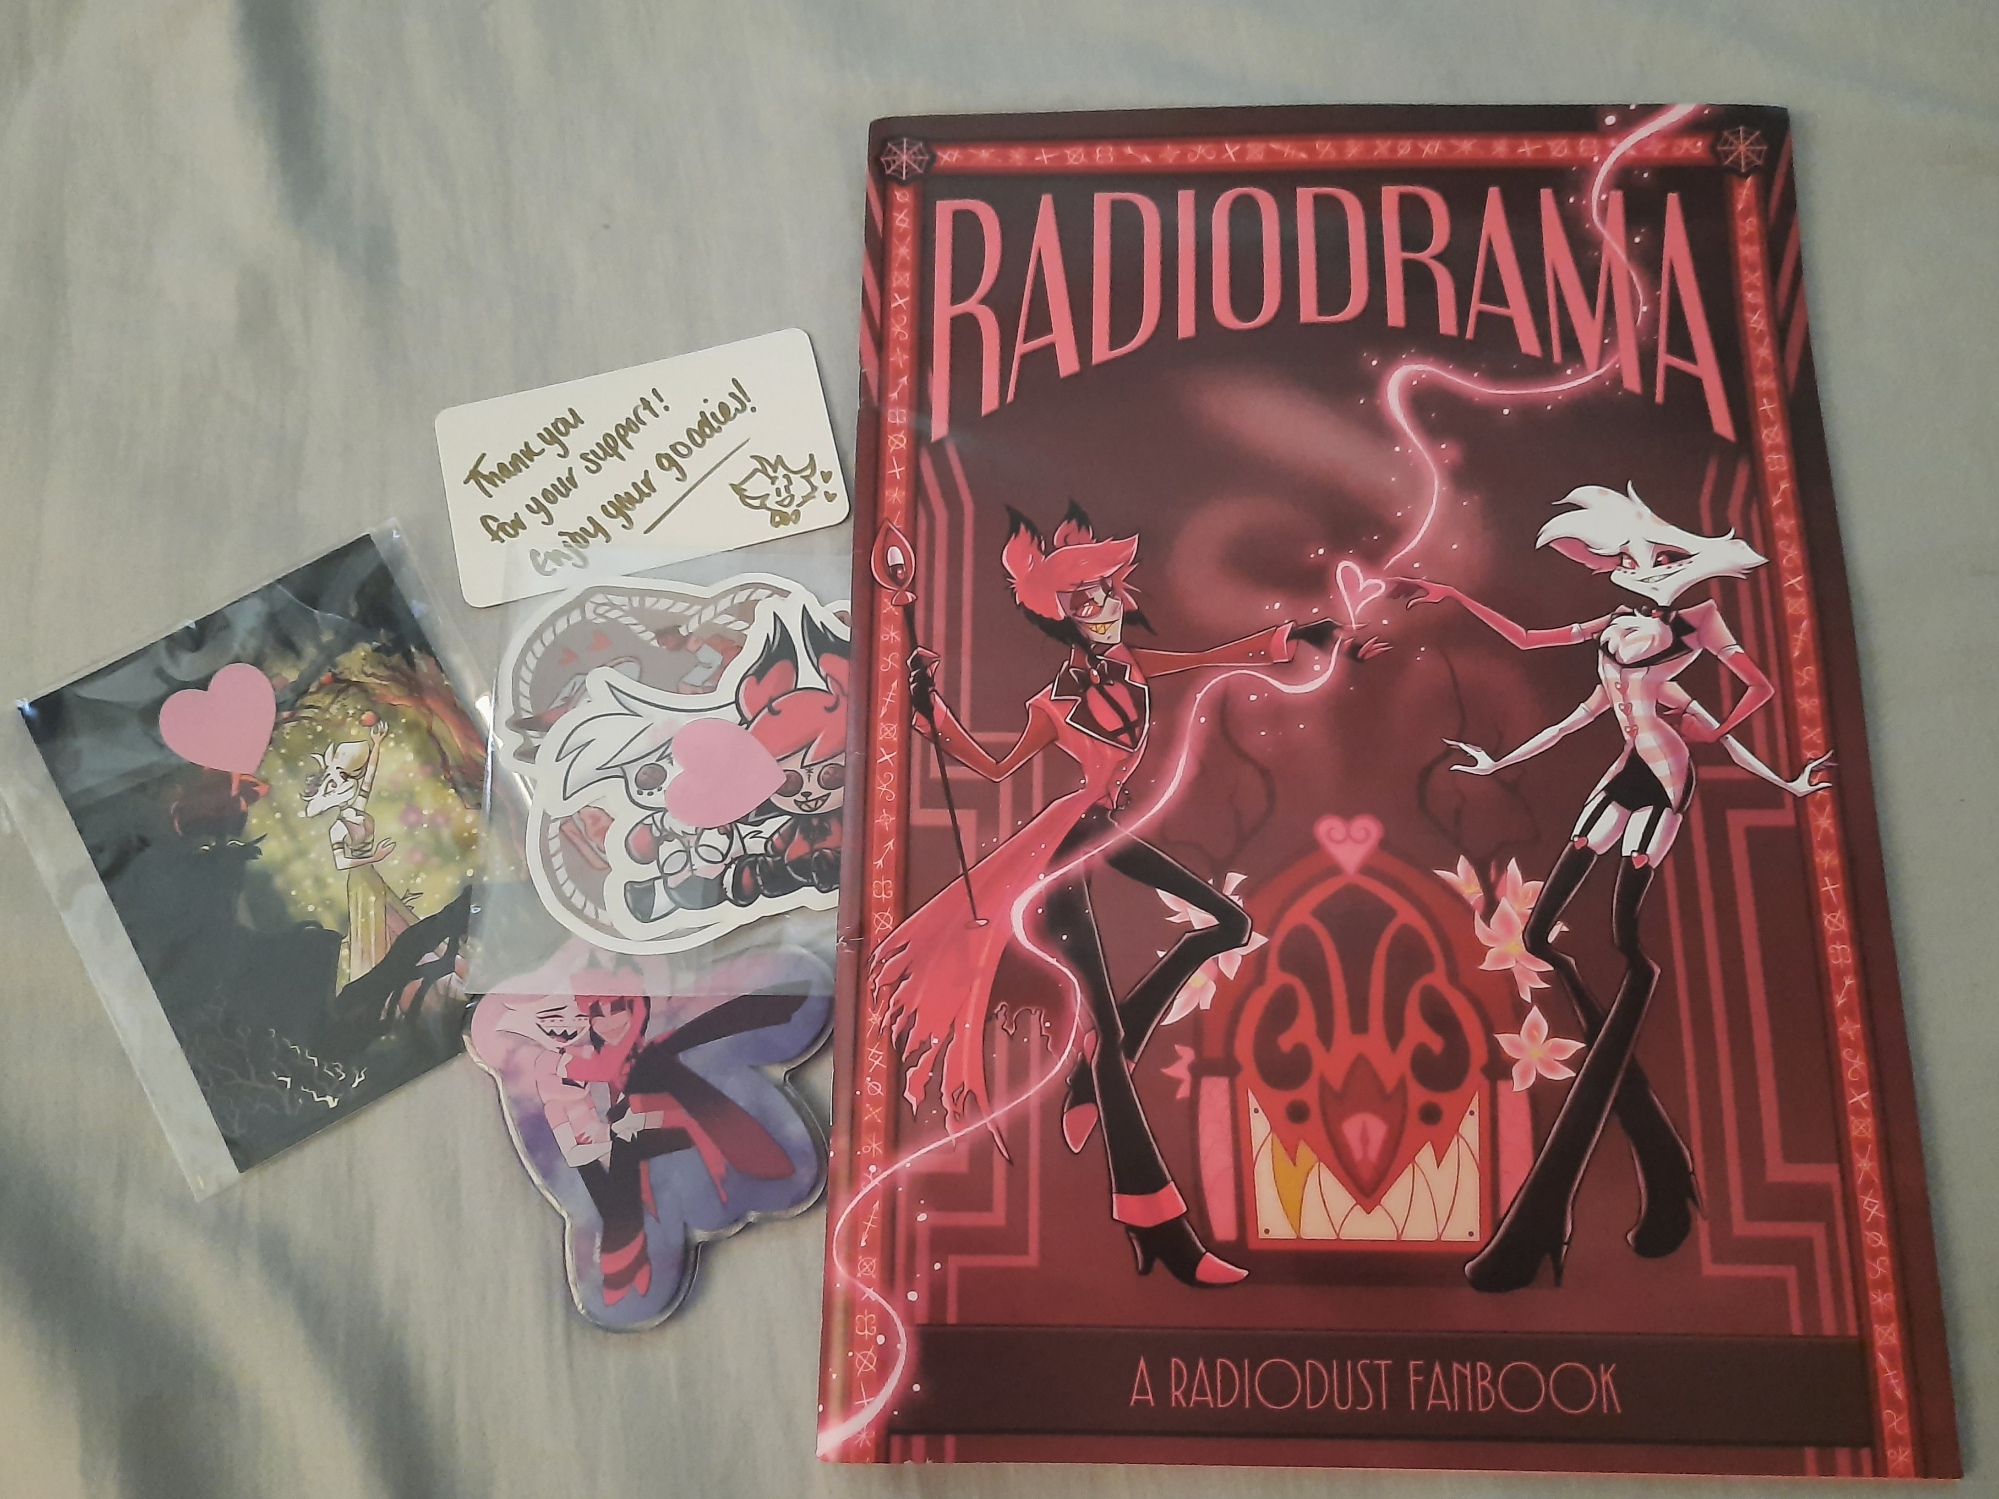 RADIODRAMA
Thank you
for your support!
Enjoy your goodies!
A RADIODUST FANBOOK